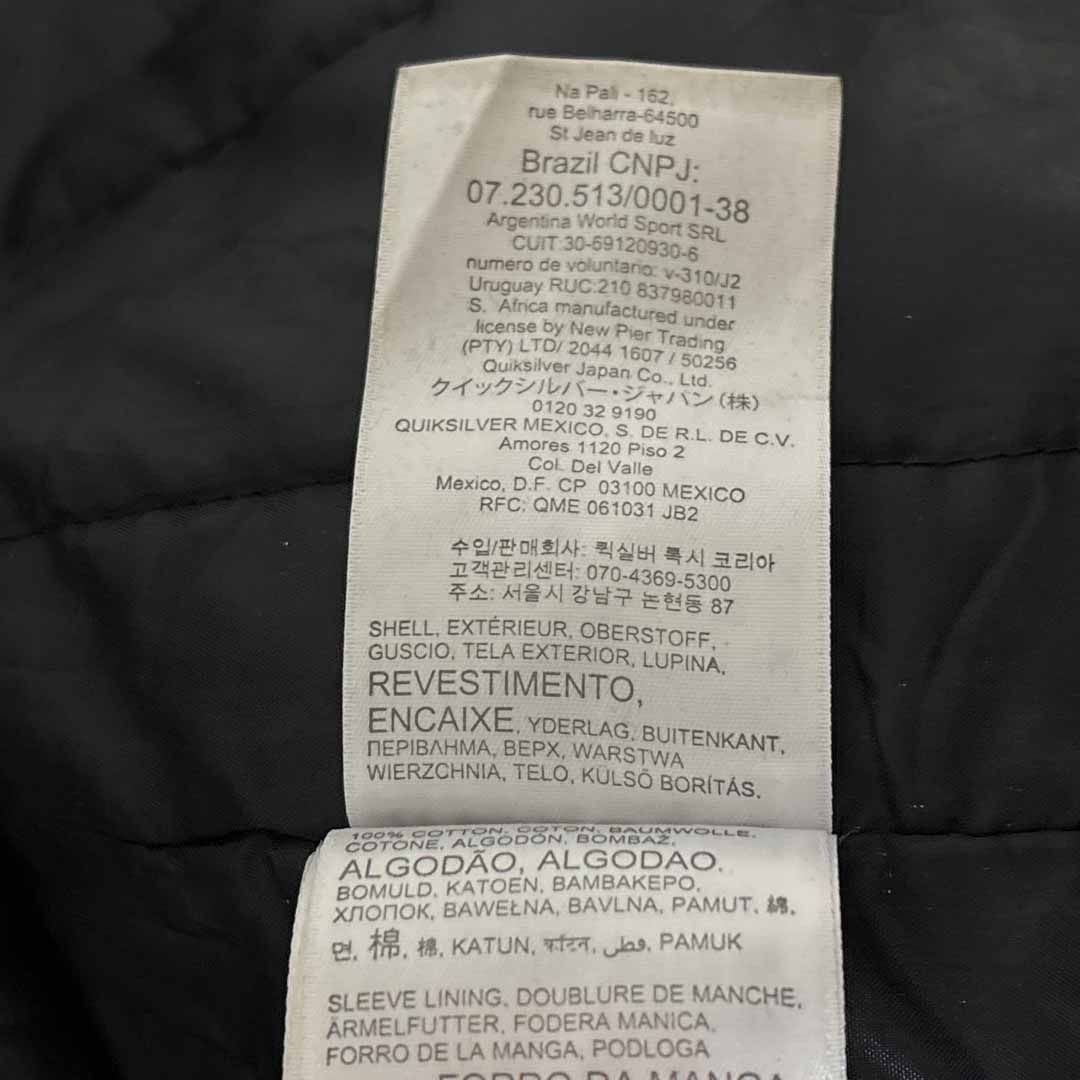 Na Pali - 162,
rue Belharra-64500
St Jean de luz
Brazil CNPJ:
07.230.513/0001-38
Argentina World Sport SRL
CUIT:30-69120930-6
numero de voluntario: v-310/J2
Uruguay RUC:210 837980011
S. Africa manufactured under
license by New Pier Trading
(PTY) LTD/ 2044 1607 / 50256
Quiksilver Japan Co., Ltd.
クイックシルバー・ジャパン(株)
0120 32 9190
QUIKSILVER MEXICO, S. DE R.L. DE C.V.
Amores 1120 Piso 2
Col. Del Valle
Mexico, D.F. CP 03100 MEXICO
RFC: QME 061031 JB2
수입/판매회사: 퀵실버 록시 코리아
고객관리센터: 070-4369-5300
주소: 서울시 강남구 논현동 87
SHELL, EXTÉRIEUR, OBERSTOFF,
GUSCIO, TELA EXTERIOR, LUPINA,
REVESTIMENTO,
ENCAIXE, YDERLAG, BUITENKANT,
ΠΕΡΙΒΛΗΜΑ, ВЕРХ, WARSTWA
WIERZCHNIA, TELO, KÜLSŐ BORÍTÁS.
100% COTTON, COTON, BAUMWOLLE,
COTONE, ALGODÓN, BOMBAŽ,
ALGODÃO, ALGODAO,
BOMULD, KATOEN, ΒΑΜΒΑΚΕΡΟ,
ХЛОПОК, BAWEŁNA, BAVLNA, PAMUT, 綿,
면, 棉, 棉, KATUN, कॉटन, قطن, PAMUK
SLEEVE LINING, DOUBLURE DE MANCHE,
ÄRMELFUTTER, FODERA MANICA,
FORRO DE LA MANGA, PODLOGA
FORRO DA MANGA,